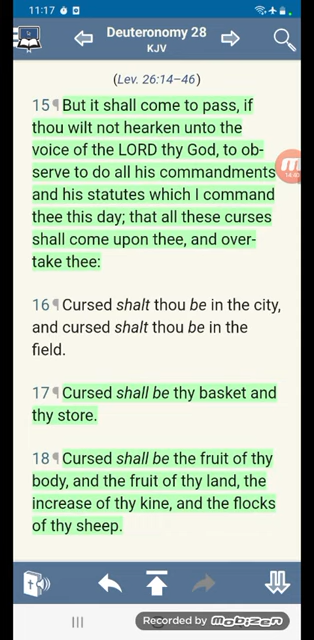 11:17
Deuteronomy 28
KJV
(Lev. 26:14–46)
15 ¶ But it shall come to pass, if
thou wilt not hearken unto the
voice of the LORD thy God, to ob-
serve to do all his commandments
and his statutes which I command
thee this day; that all these curses
shall come upon thee, and over-
take thee:
16 ¶ Cursed shalt thou be in the city,
and cursed shalt thou be in the
field.
17 ¶ Cursed shall be thy basket and
thy store.
18 ¶ Cursed shall be the fruit of thy
body, and the fruit of thy land, the
increase of thy kine, and the flocks
of thy sheep.
Recorded by mobizen